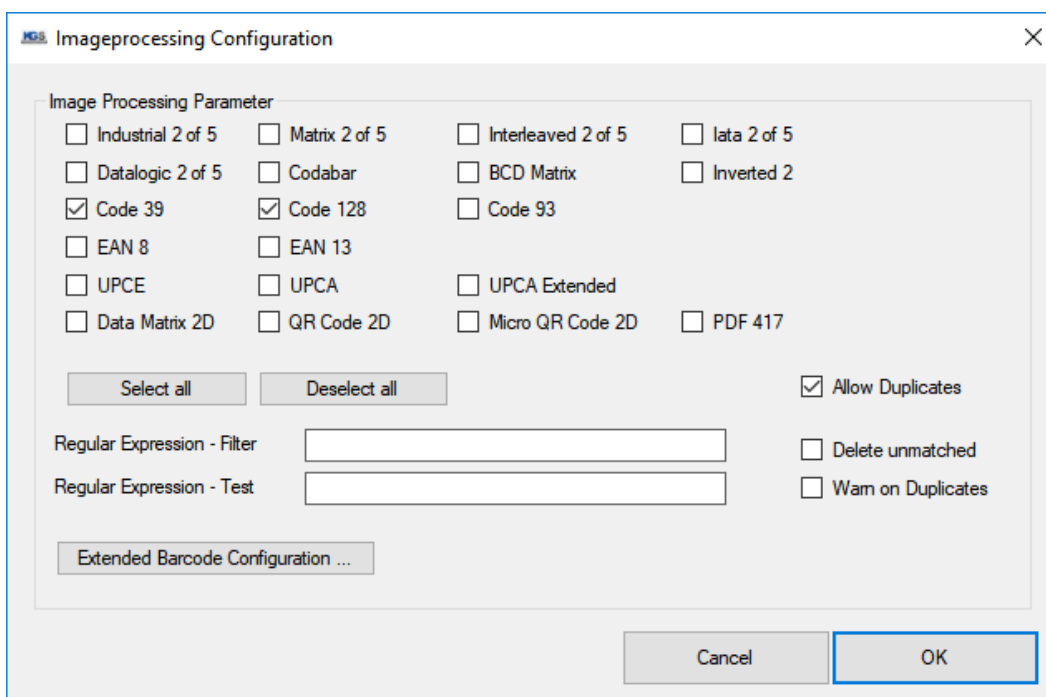 HGS Imageprocessing Configuration
Image Processing Parameter
Industrial 2 of 5 Matrix 2 of 5 Interleaved 2 of 5 Iata 2 of 5
Datalogic 2 of 5 Codabar BCD Matrix Inverted 2
Code 39 Code 128 Code 93
EAN 8 EAN 13
UPCE UPCA UPCA Extended
Data Matrix 2D QR Code 2D Micro QR Code 2D PDF 417
Select all Deselect all Allow Duplicates
Regular Expression - Filter Delete unmatched
Regular Expression - Test Warn on Duplicates
Extended Barcode Configuration ...
Cancel OK